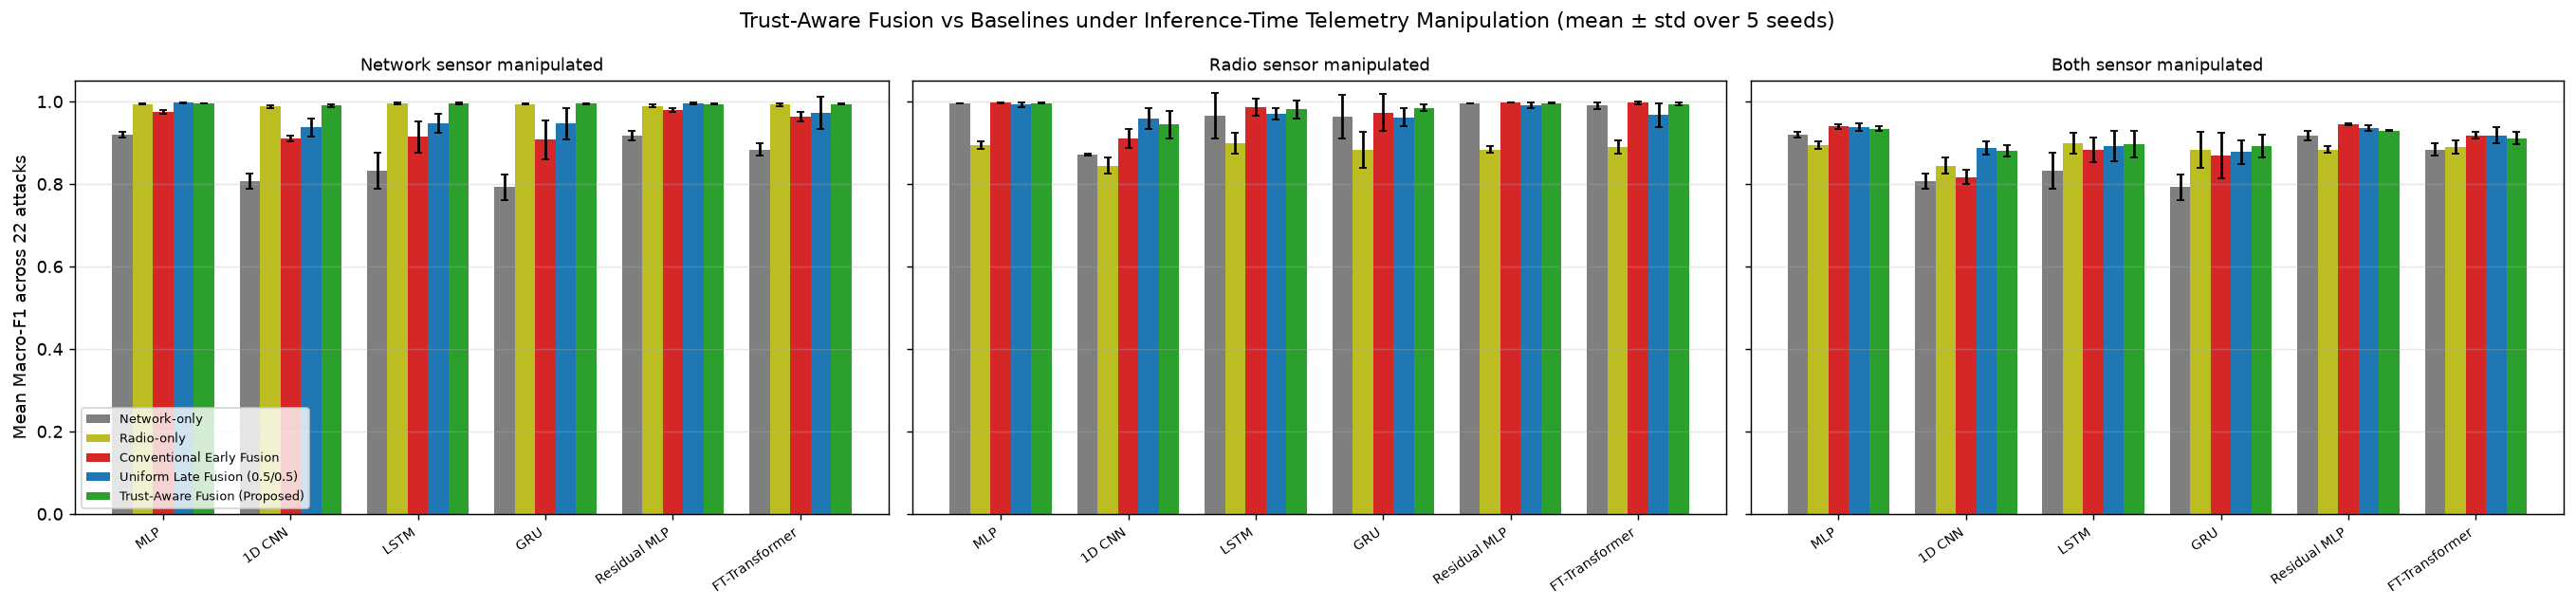 Trust-Aware Fusion vs Baselines under Inference-Time Telemetry Manipulation (mean ± std over 5 seeds)
Network sensor manipulated
Radio sensor manipulated
Both sensor manipulated
Mean Macro-F1 across 22 attacks
1.0
0.8
0.6
0.4
0.2
0.0
Network-only
Radio-only
Conventional Early Fusion
Uniform Late Fusion (0.5/0.5)
Trust-Aware Fusion (Proposed)
MLP
1D CNN
LSTM
GRU
Residual MLP
FT-Transformer
MLP
1D CNN
LSTM
GRU
Residual MLP
FT-Transformer
MLP
1D CNN
LSTM
GRU
Residual MLP
FT-Transformer